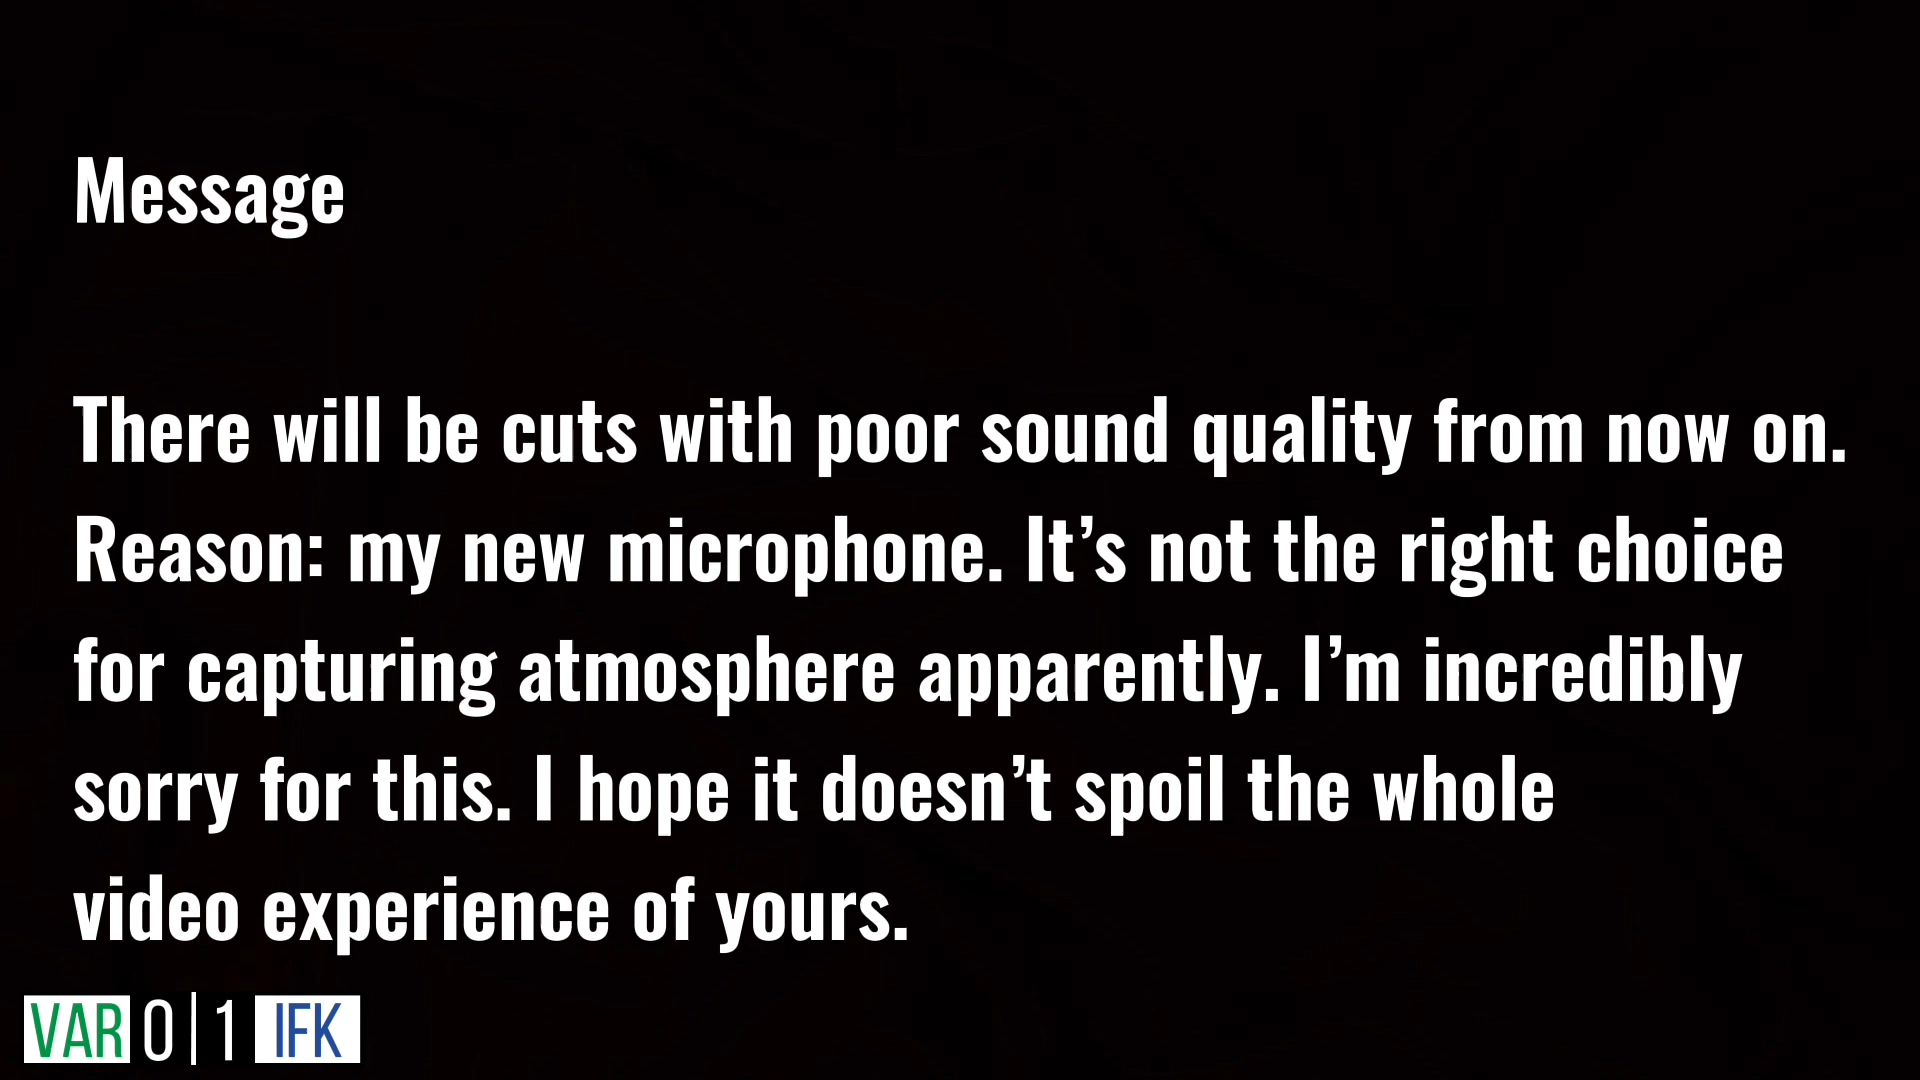 Message
There will be cuts with poor sound quality from now on.
Reason: my new microphone. It’s not the right choice
for capturing atmosphere apparently. I’m incredibly
sorry for this. I hope it doesn’t spoil the whole
video experience of yours.
VAR 0|1 IFK